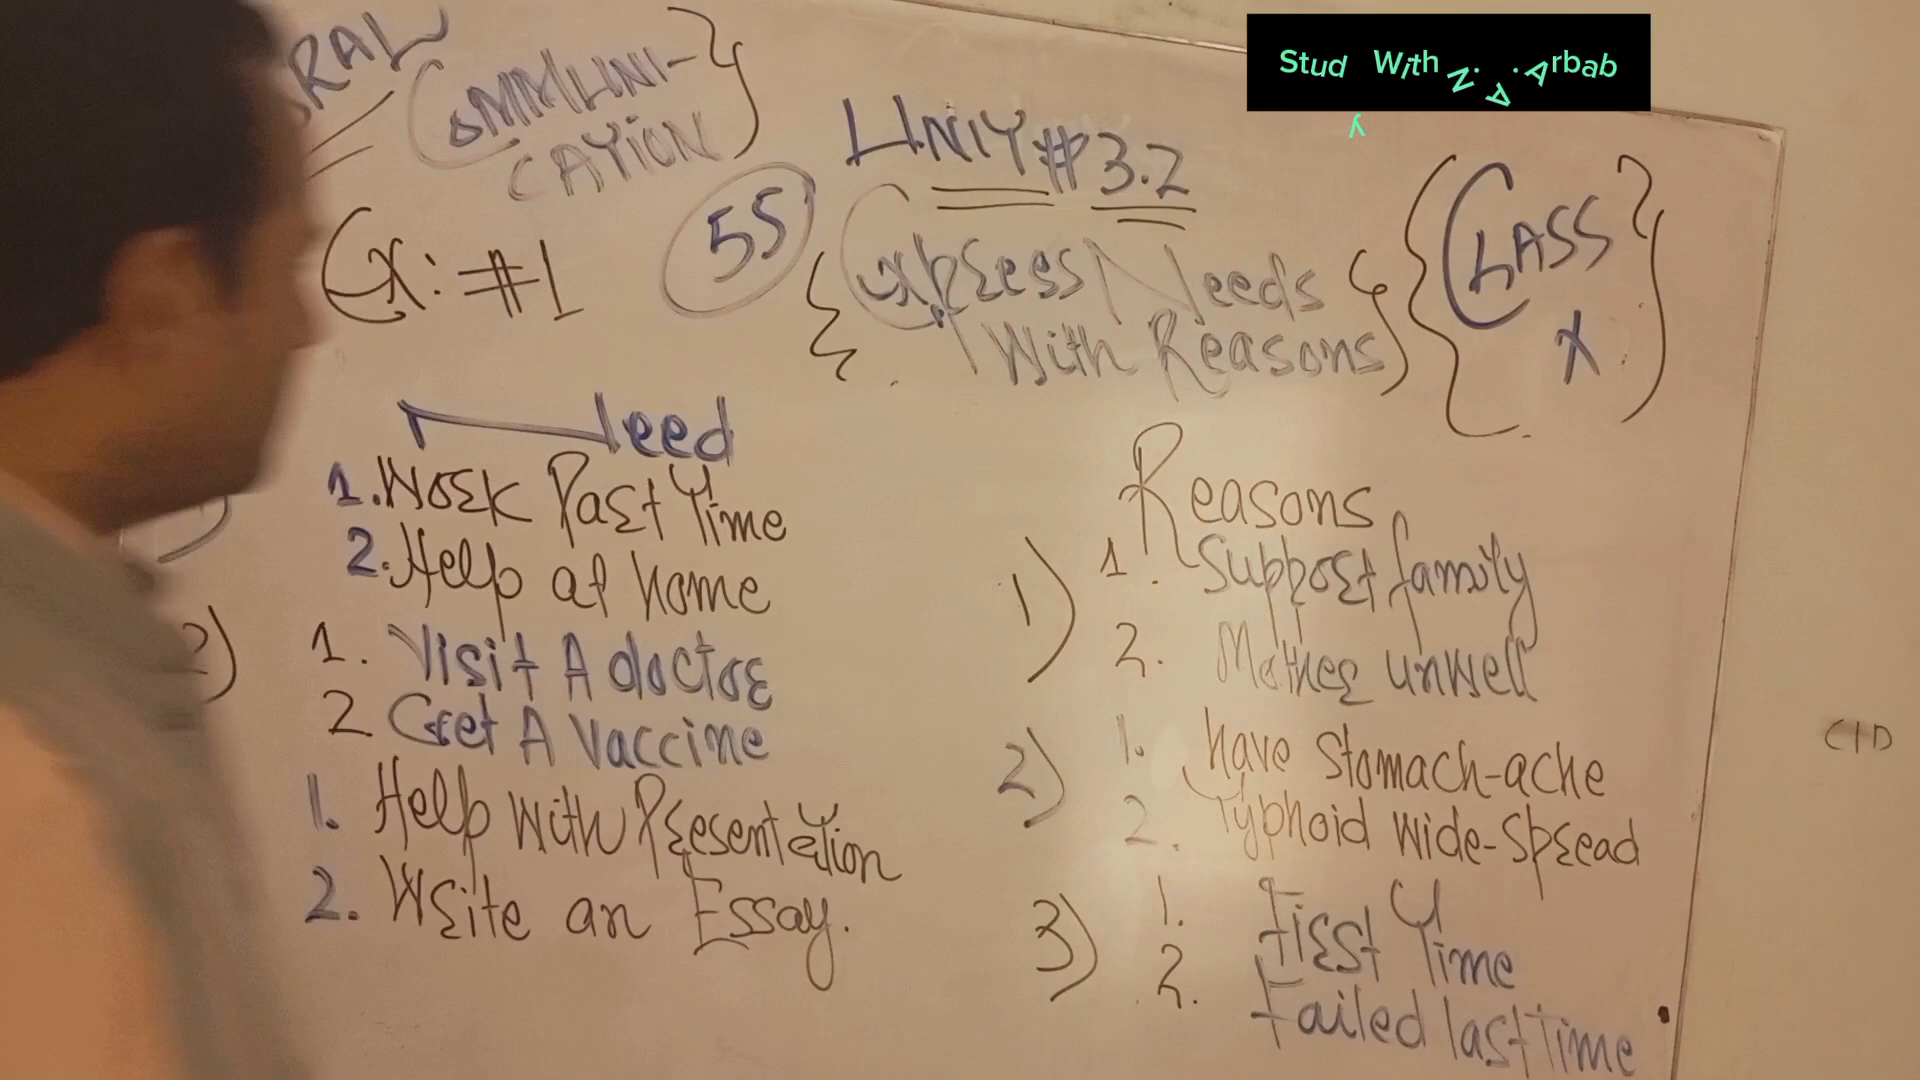 Study With N.A.Arbab
RAL
COMMUNI-
CATION
UNIT # 3.2
Ex: #1
55
Express Needs
With Reasons
CLASS
X
Need
1. Work Part Time
2. Help at home
2)
1. Visit A doctor
2. Get A Vaccine
1. Help With Presentation
2. Write an Essay.
Reasons
1)
1. Support family
2. Mother unwell
2)
1. have Stomach-ache
2. Typhoid Wide-Spread
3)
1. First Time
2. Failed last Time